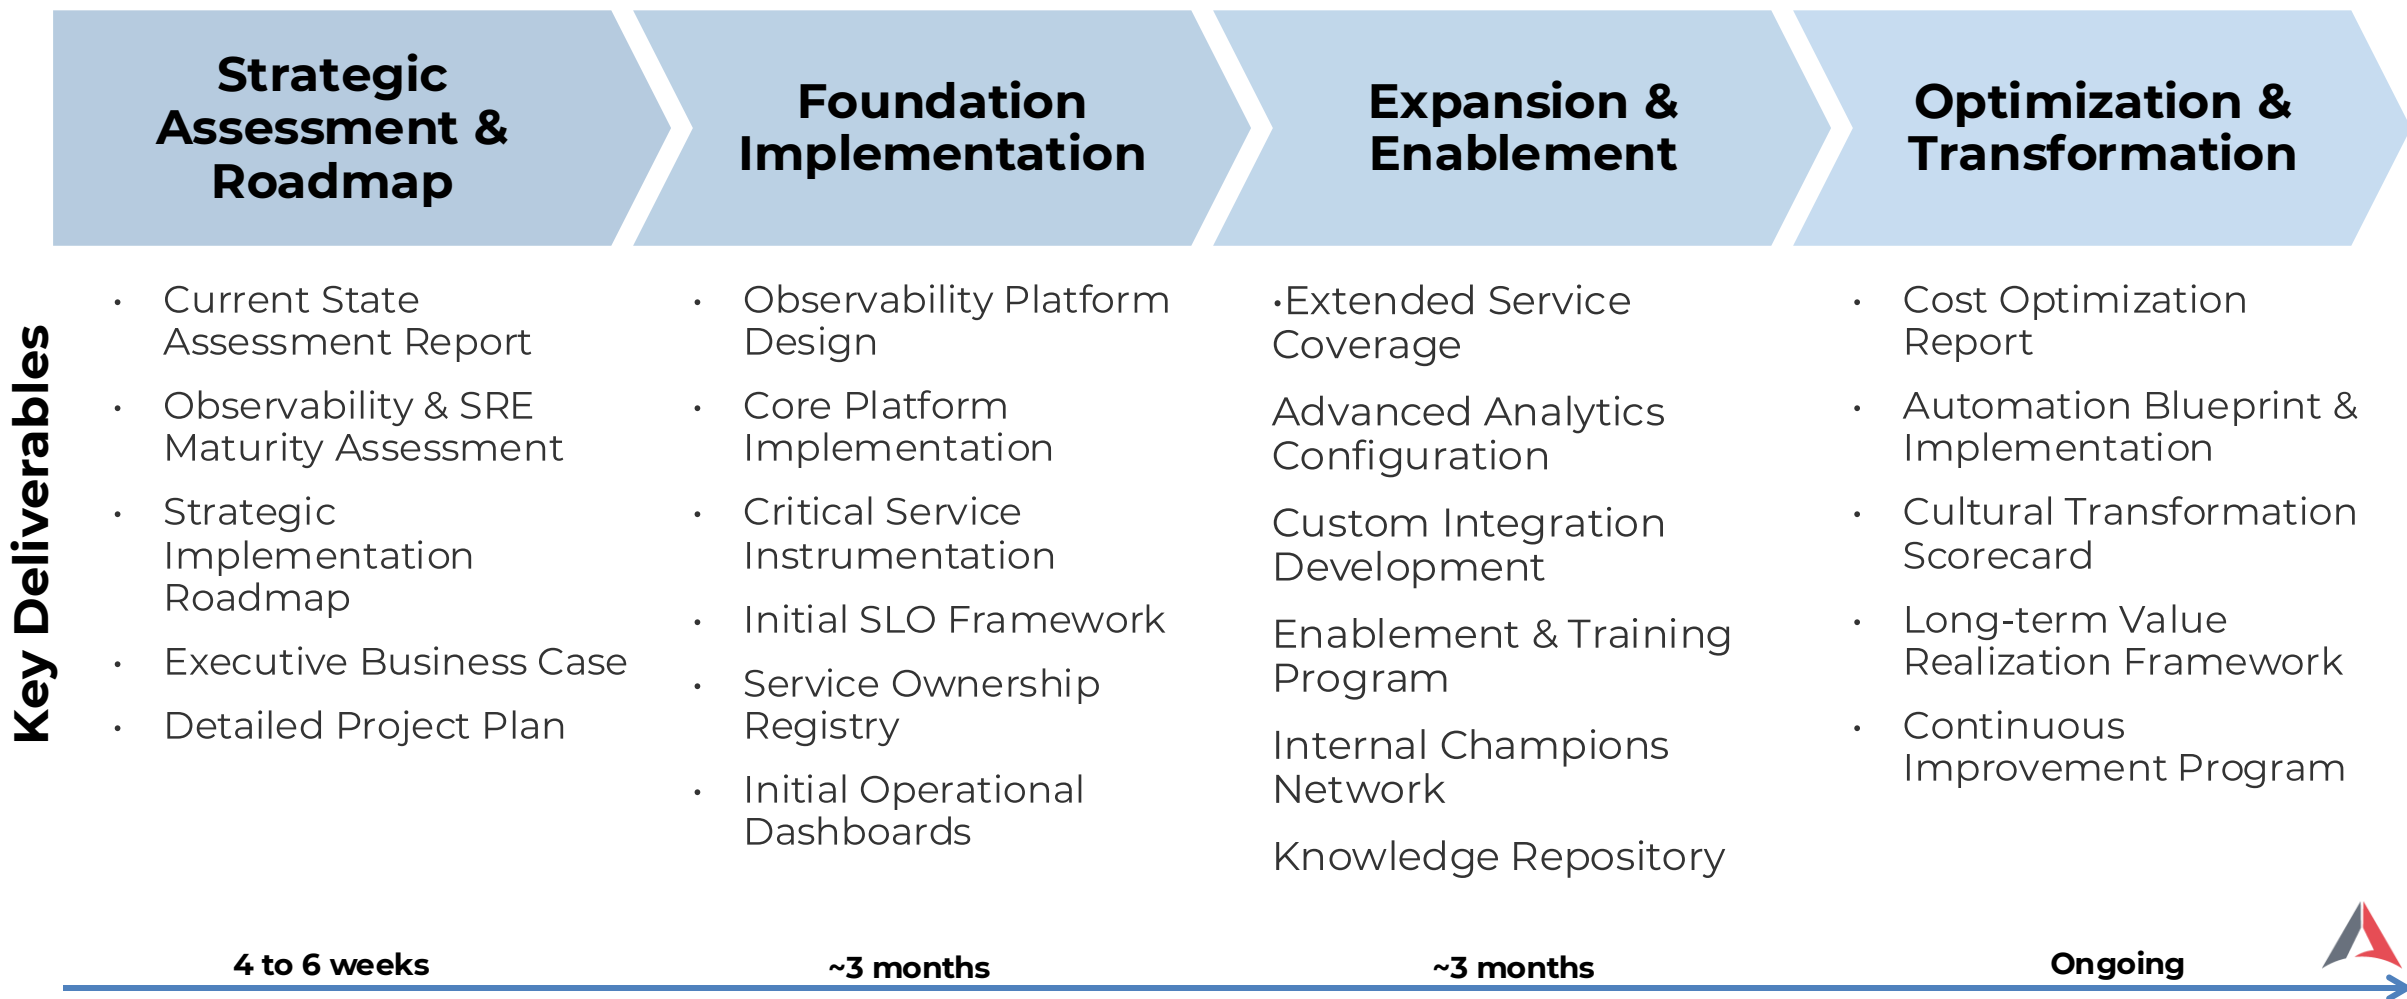 Strategic
Assessment &
Roadmap
Foundation
Implementation
Expansion &
Enablement
Optimization &
Transformation
Key Deliverables
• Current State
Assessment Report
• Observability & SRE
Maturity Assessment
• Strategic
Implementation
Roadmap
• Executive Business Case
• Detailed Project Plan
• Observability Platform
Design
• Core Platform
Implementation
• Critical Service
Instrumentation
• Initial SLO Framework
• Service Ownership
Registry
• Initial Operational
Dashboards
•Extended Service
Coverage
Advanced Analytics
Configuration
Custom Integration
Development
Enablement & Training
Program
Internal Champions
Network
Knowledge Repository
• Cost Optimization
Report
• Automation Blueprint &
Implementation
• Cultural Transformation
Scorecard
• Long-term Value
Realization Framework
• Continuous
Improvement Program
4 to 6 weeks
~3 months
~3 months
Ongoing